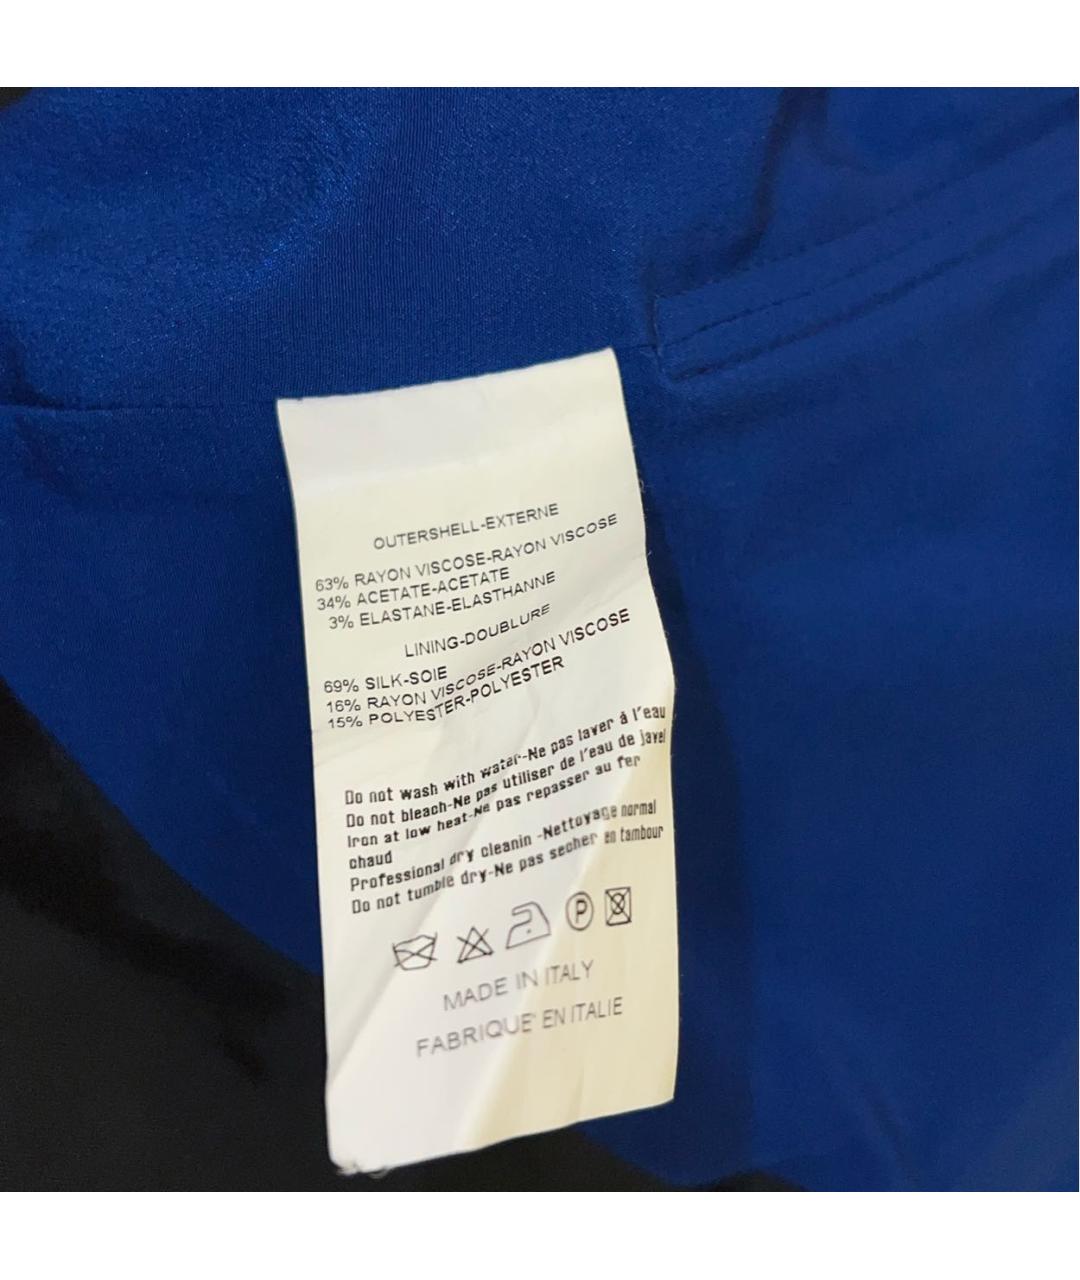 OUTERSHELL-EXTERNE
63% RAYON VISCOSE-RAYON VISCOSE
34% ACETATE-ACETATE
3% ELASTANE-ELASTHANNE
LINING-DOUBLURE
69% SILK-SOIE
16% RAYON VISCOSE-RAYON VISCOSE
15% POLYESTER-POLYESTER
Do not wash with water-Ne pas laver à l'eau
Do not bleach-Ne pas utiliser de l'eau de javel
Iron at low heat-Ne pas repasser au fer
chaud
Professional dry cleanin -Nettoyage normal
Do not tumble dry-Ne pas secher en tambour
P
MADE IN ITALY
FABRIQUE' EN ITALIE